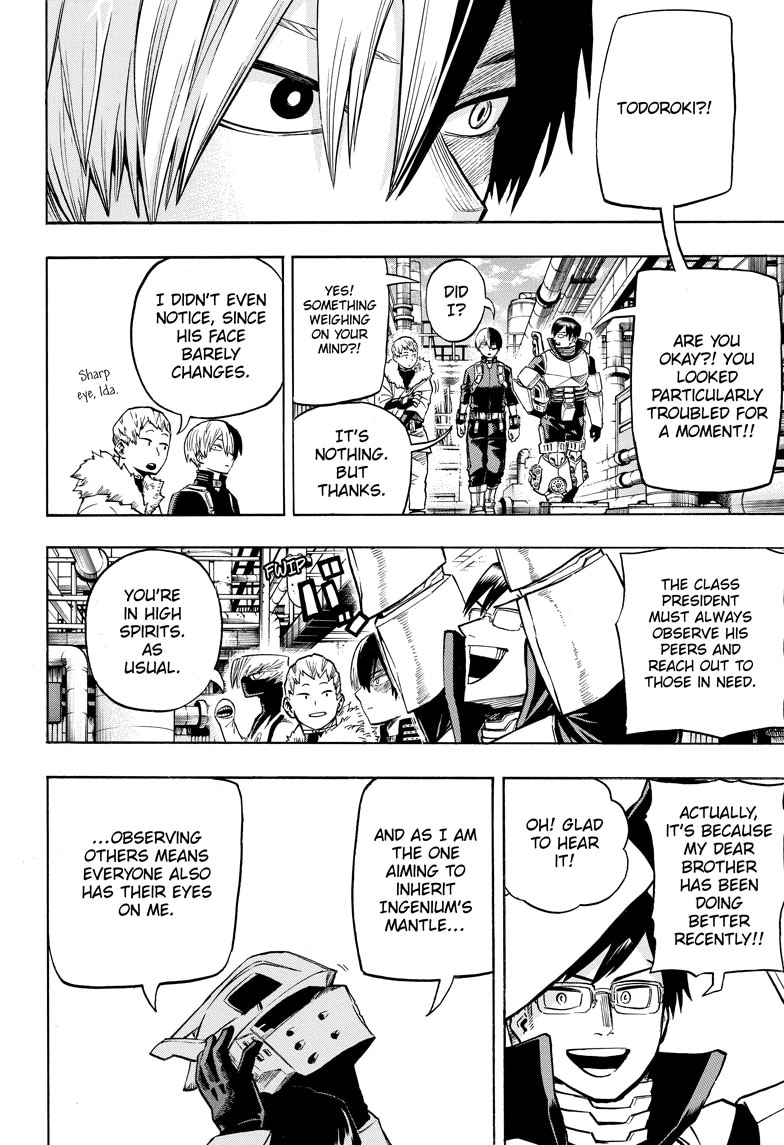 TODOROKI?!
ARE YOU
OKAY?! YOU
LOOKED
PARTICULARLY
TROUBLED FOR
A MOMENT!!
DID
I?
YES!
SOMETHING
WEIGHING
ON YOUR
MIND?!
IT'S
NOTHING.
BUT
THANKS.
I DIDN'T EVEN
NOTICE, SINCE
HIS FACE
BARELY
CHANGES.
Sharp
eye, Ida.
THE CLASS
PRESIDENT
MUST ALWAYS
OBSERVE HIS
PEERS AND
REACH OUT TO
THOSE IN NEED.
FWIP
YOU'RE
IN HIGH
SPIRITS.
AS
USUAL.
ACTUALLY,
IT'S BECAUSE
MY DEAR
BROTHER
HAS BEEN
DOING
BETTER
RECENTLY!!
OH! GLAD
TO HEAR
IT!
AND AS I AM
THE ONE
AIMING TO
INHERIT
INGENIUM'S
MANTLE...
...OBSERVING
OTHERS MEANS
EVERYONE ALSO
HAS THEIR EYES
ON ME.